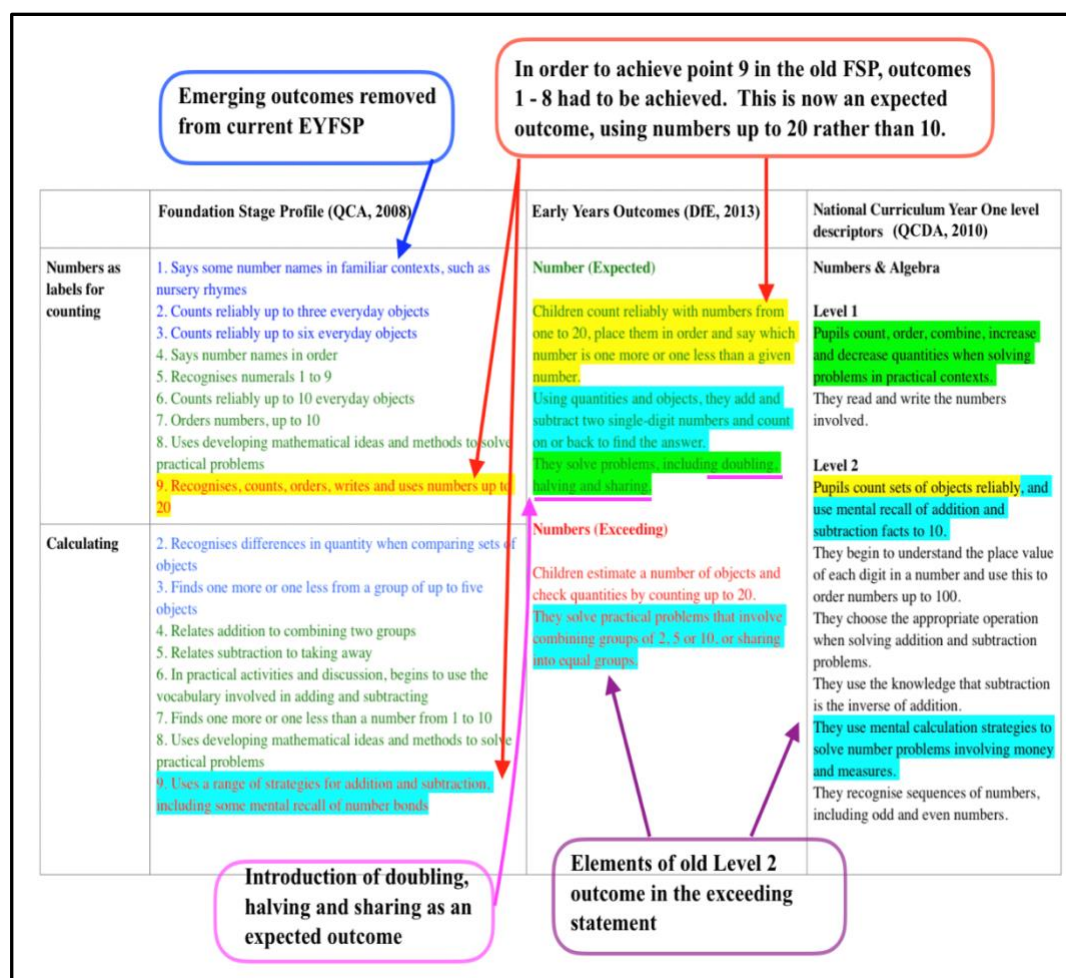 Emerging outcomes removed
from current EYFSP
In order to achieve point 9 in the old FSP, outcomes
1 - 8 had to be achieved. This is now an expected
outcome, using numbers up to 20 rather than 10.
Foundation Stage Profile (QCA, 2008)
Early Years Outcomes (DfE, 2013)
National Curriculum Year One level
descriptors (QCDA, 2010)
Numbers as
labels for
counting
1. Says some number names in familiar contexts, such as
nursery rhymes
2. Counts reliably up to three everyday objects
3. Counts reliably up to six everyday objects
4. Says number names in order
5. Recognises numerals 1 to 9
6. Counts reliably up to 10 everyday objects
7. Orders numbers, up to 10
8. Uses developing mathematical ideas and methods to solve
practical problems
9. Recognises, counts, orders, writes and uses numbers up to
20
Number (Expected)
Children count reliably with numbers from
one to 20, place them in order and say which
number is one more or one less than a given
number.
Using quantities and objects, they add and
subtract two single-digit numbers and count
on or back to find the answer.
They solve problems, including doubling,
halving and sharing.
Numbers (Exceeding)
Children estimate a number of objects and
check quantities by counting up to 20.
They solve practical problems that involve
combining groups of 2, 5 or 10, or sharing
into equal groups.
Numbers & Algebra
Level 1
Pupils count, order, combine, increase
and decrease quantities when solving
problems in practical contexts.
They read and write the numbers
involved.
Level 2
Pupils count sets of objects reliably, and
use mental recall of addition and
subtraction facts to 10.
They begin to understand the place value
of each digit in a number and use this to
order numbers up to 100.
They choose the appropriate operation
when solving addition and subtraction
problems.
They use the knowledge that subtraction
is the inverse of addition.
They use mental calculation strategies to
solve number problems involving money
and measures.
They recognise sequences of numbers,
including odd and even numbers.
Calculating
2. Recognises differences in quantity when comparing sets of
objects
3. Finds one more or one less from a group of up to five
objects
4. Relates addition to combining two groups
5. Relates subtraction to taking away
6. In practical activities and discussion, begins to use the
vocabulary involved in adding and subtracting
7. Finds one more or one less than a number from 1 to 10
8. Uses developing mathematical ideas and methods to solve
practical problems
9. Uses a range of strategies for addition and subtraction,
including some mental recall of number bonds
Introduction of doubling,
halving and sharing as an
expected outcome
Elements of old Level 2
outcome in the exceeding
statement